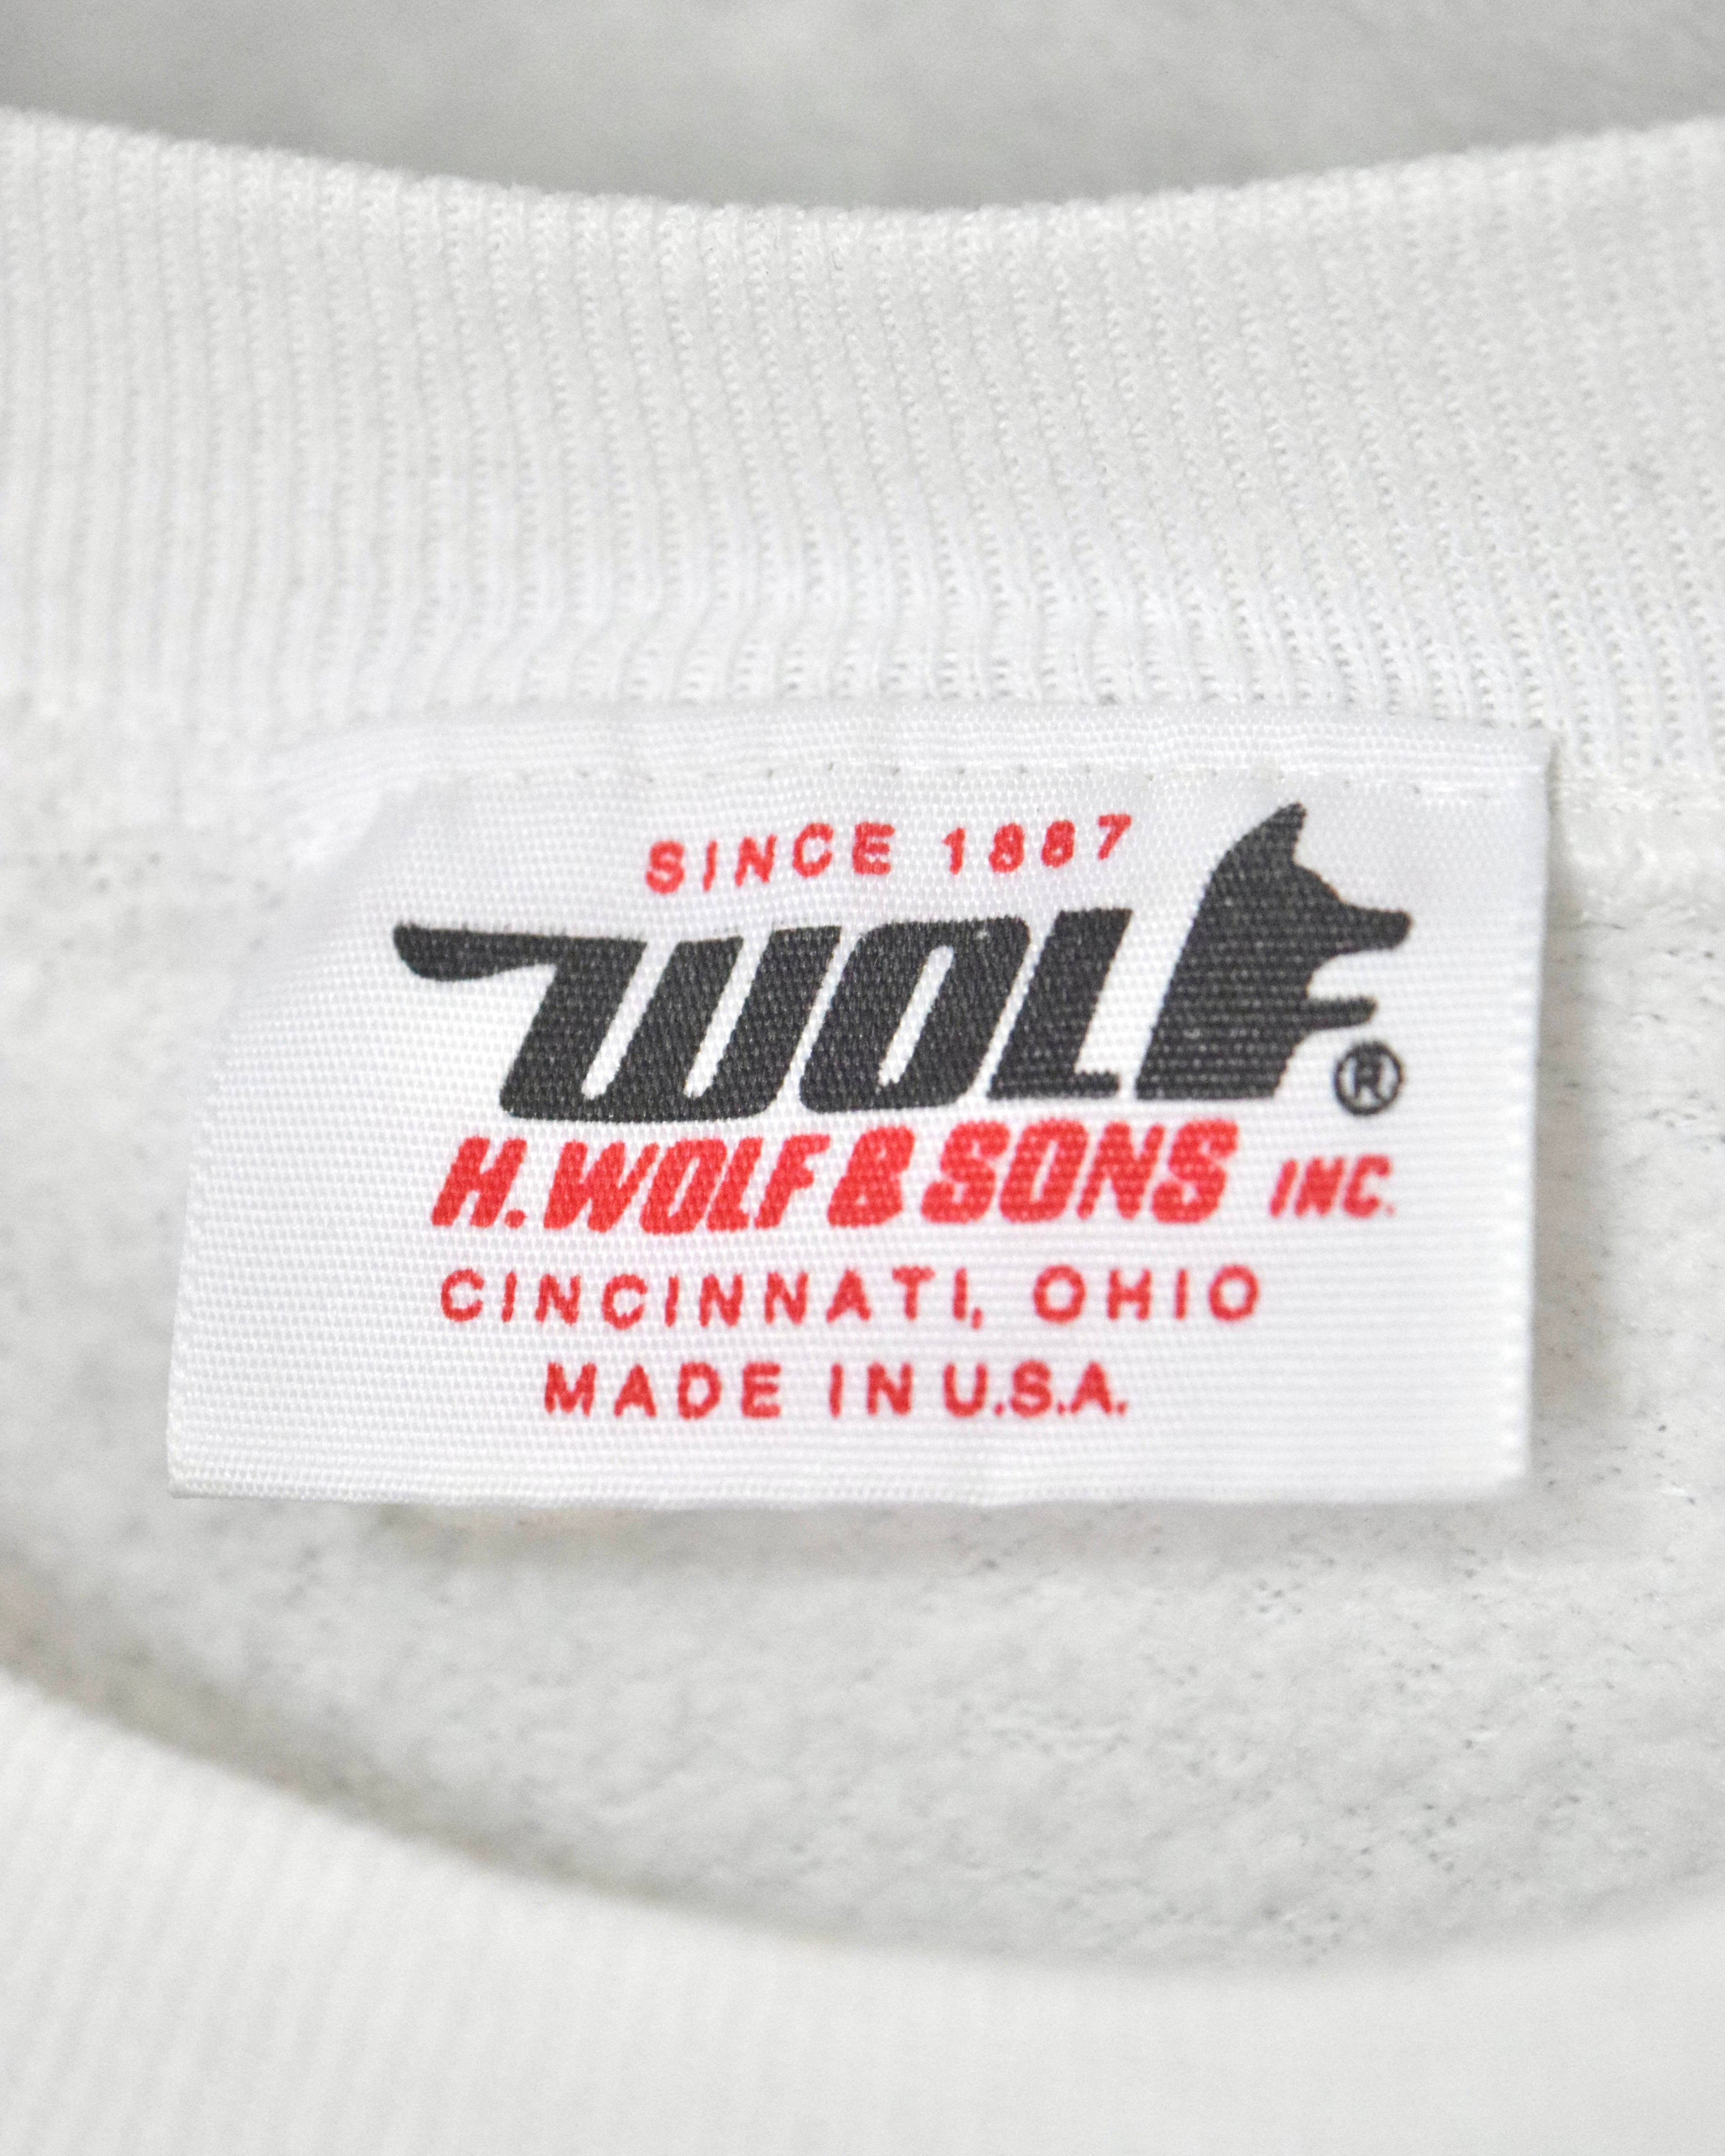 SINCE 1887
WOLF ®
H. WOLF & SONS INC.
CINCINNATI, OHIO
MADE IN U.S.A.